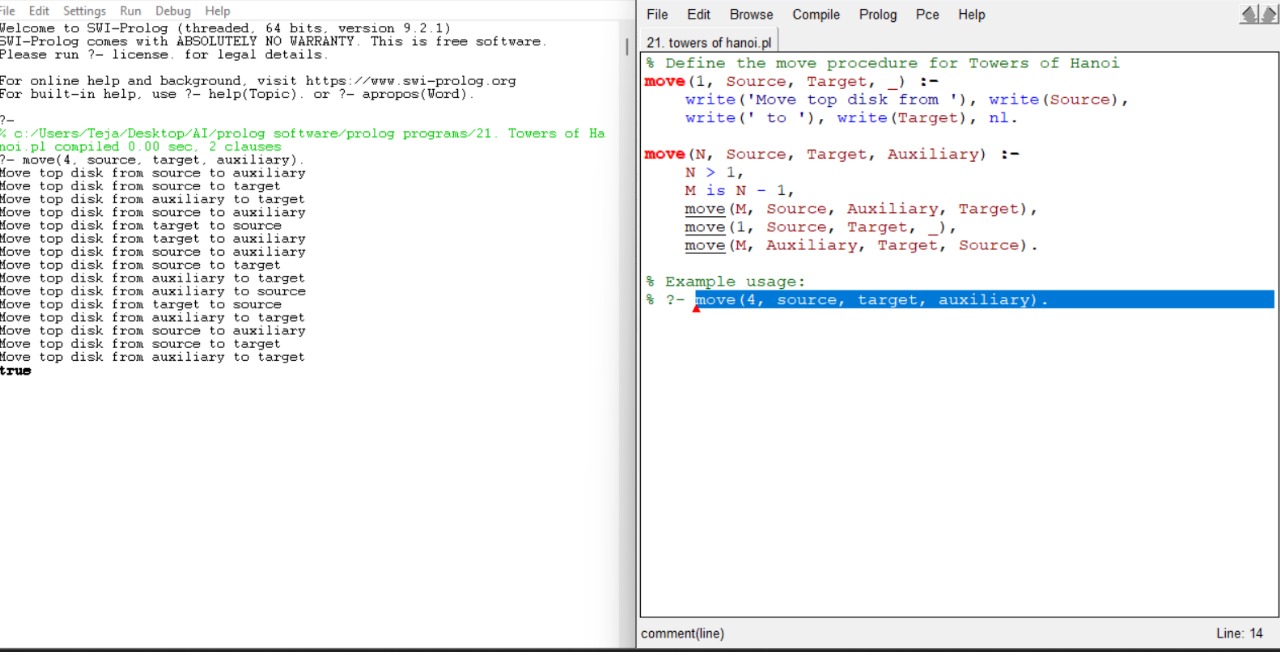 File Edit Settings Run Debug Help
Welcome to SWI-Prolog (threaded, 64 bits, version 9.2.1)
SWI-Prolog comes with ABSOLUTELY NO WARRANTY. This is free software.
Please run ?- license. for legal details.
For online help and background, visit https://www.swi-prolog.org
For built-in help, use ?- help(Topic). or ?- apropos(Word).
?-
% c:/Users/Teja/Desktop/AI/prolog software/prolog programs/21. Towers of Ha
noi.pl compiled 0.00 sec, 2 clauses
?- move(4, source, target, auxiliary).
Move top disk from source to auxiliary
Move top disk from source to target
Move top disk from auxiliary to target
Move top disk from source to auxiliary
Move top disk from target to source
Move top disk from target to auxiliary
Move top disk from source to auxiliary
Move top disk from source to target
Move top disk from auxiliary to target
Move top disk from auxiliary to source
Move top disk from target to source
Move top disk from auxiliary to target
Move top disk from source to auxiliary
Move top disk from source to target
Move top disk from auxiliary to target
true
File Edit Browse Compile Prolog Pce Help
21. towers of hanoi.pl
% Define the move procedure for Towers of Hanoi
move(1, Source, Target, _) :-
write('Move top disk from '), write(Source),
write(' to '), write(Target), nl.
move(N, Source, Target, Auxiliary) :-
N > 1,
M is N - 1,
move(M, Source, Auxiliary, Target),
move(1, Source, Target, _),
move(M, Auxiliary, Target, Source).
% Example usage:
% ?- move(4, source, target, auxiliary).
comment(line)
Line: 14